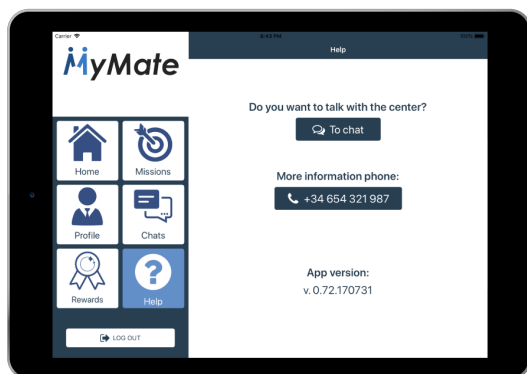 Carrier
8:43 PM
100%
MyMate
Help
Home
Missions
Profile
Chats
Rewards
Help
LOG OUT
Do you want to talk with the center?
To chat
More information phone:
+34 654 321 987
App version:
v. 0.72.170731